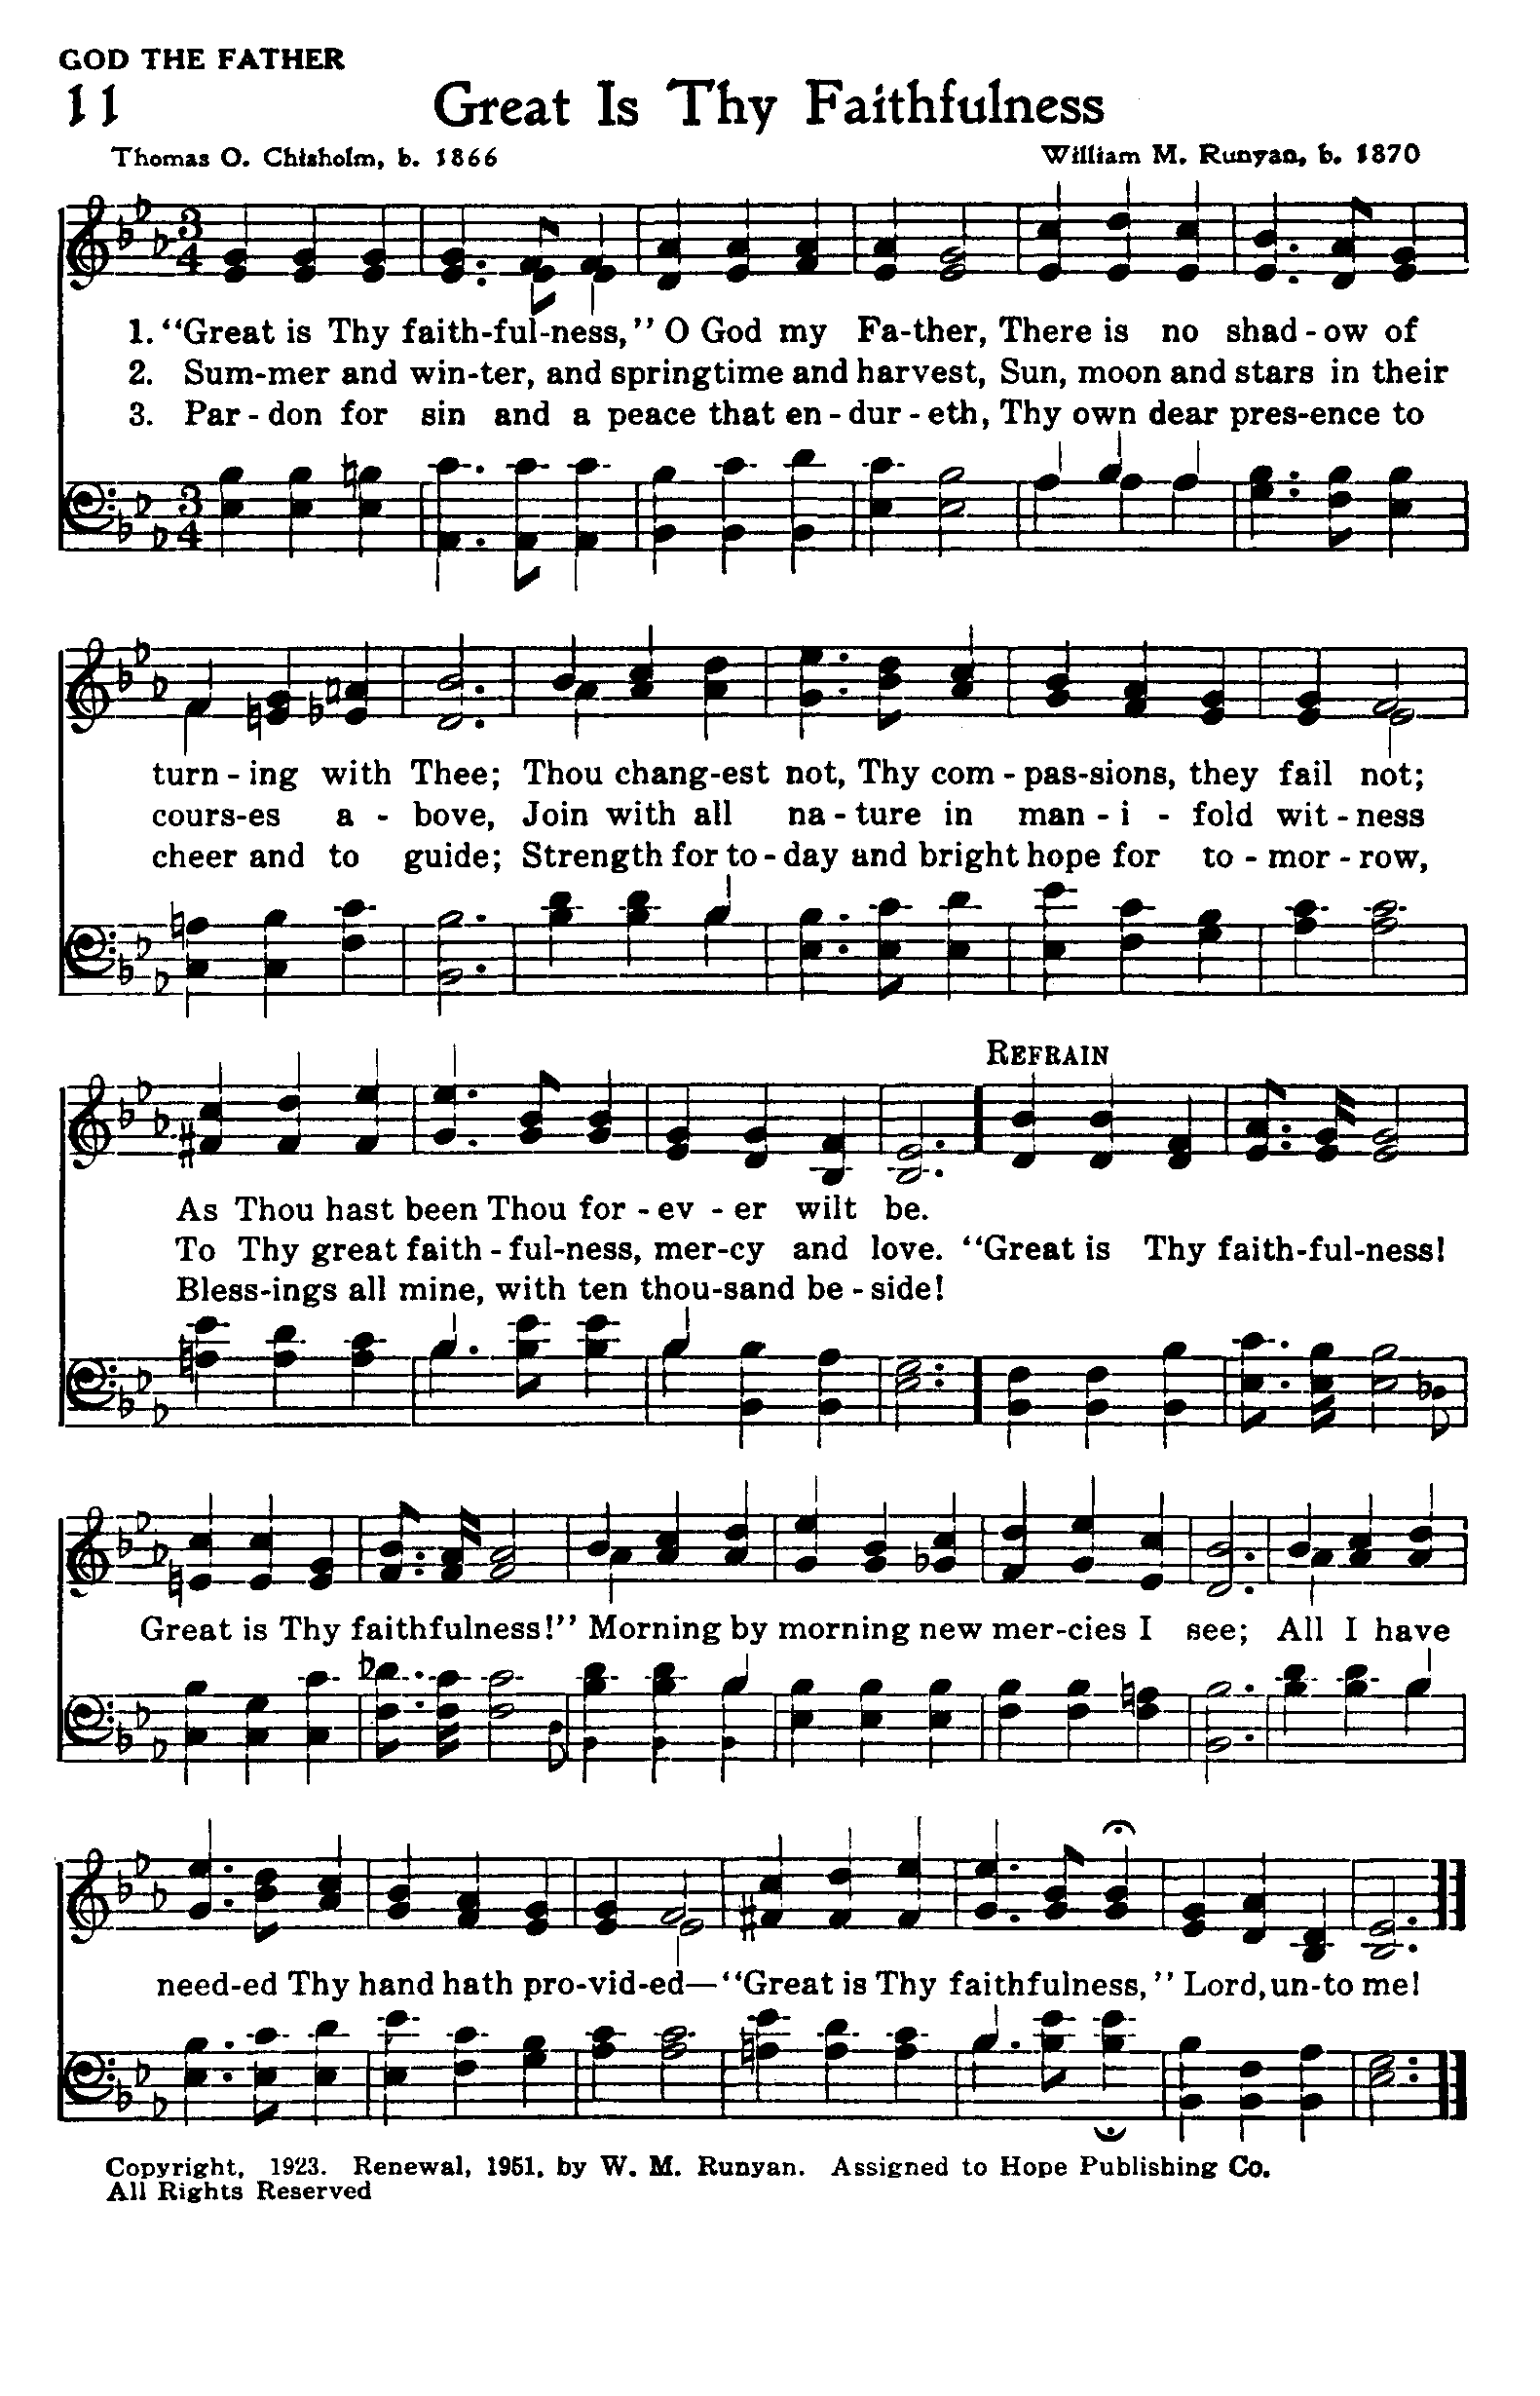 GOD THE FATHER
11 Great Is Thy Faithfulness
Thomas O. Chisholm, b. 1866 William M. Runyan, b. 1870
1. "Great is Thy faith-ful-ness," O God my Fa-ther, There is no shad-ow of
2. Sum-mer and win-ter, and springtime and harvest, Sun, moon and stars in their
3. Par-don for sin and a peace that en-dur-eth, Thy own dear pres-ence to
turn-ing with Thee; Thou chang-est not, Thy com-pas-sions, they fail not;
cours-es a-bove, Join with all na-ture in man-i-fold wit-ness
cheer and to guide; Strength for to-day and bright hope for to-mor-row,
REFRAIN
As Thou hast been Thou for-ev-er wilt be.
To Thy great faith-ful-ness, mer-cy and love. "Great is Thy faith-ful-ness!
Bless-ings all mine, with ten thou-sand be-side!
Great is Thy faithfulness!" Morning by morning new mer-cies I see; All I have
need-ed Thy hand hath pro-vid-ed—"Great is Thy faithfulness," Lord, un-to me!
Copyright, 1923. Renewal, 1951, by W. M. Runyan. Assigned to Hope Publishing Co.
All Rights Reserved